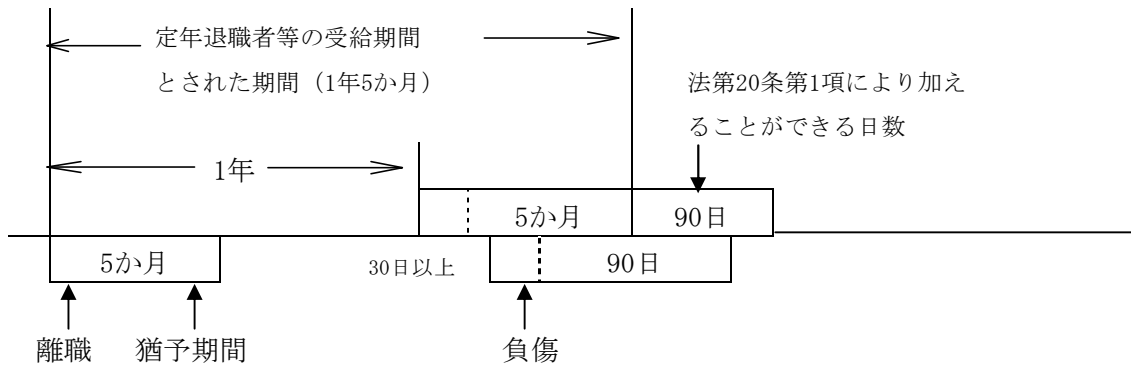 定年退職者等の受給期間
とされた期間（1年5か月）
法第20条第1項により加え
ることができる日数
1年
5か月
90日
5か月
30日以上
90日
離職
猶予期間
負傷